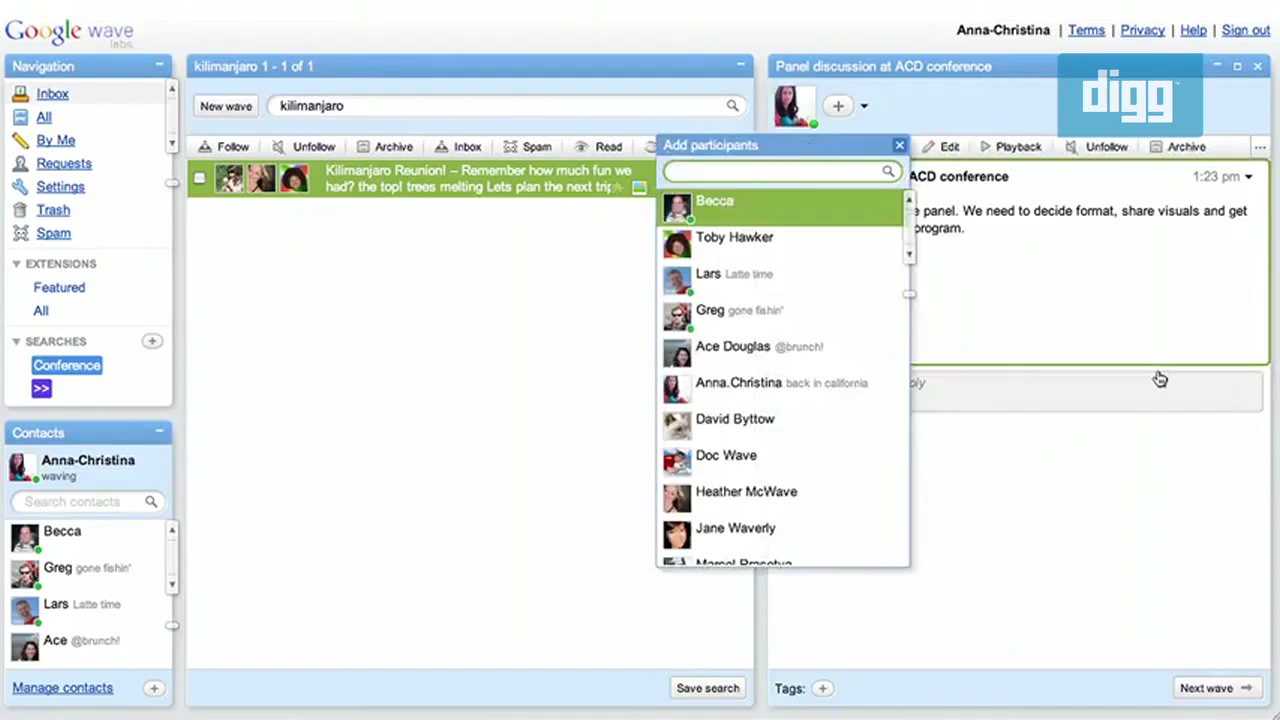 Google wave
labs
Anna-Christina | Terms | Privacy | Help | Sign out
Navigation
Inbox
All
By Me
Requests
Settings
Trash
Spam
EXTENSIONS
Featured
All
SEARCHES
Conference
>>
Contacts
Anna-Christina
waving
Search contacts
Becca
Greg gone fishin'
Lars Latte time
Ace @brunch!
Manage contacts
kilimanjaro 1 - 1 of 1
New wave
kilimanjaro
Follow Unfollow Archive Inbox Spam Read
Kilimanjaro Reunion! – Remember how much fun we
had? the top! trees melting Lets plan the next trip
Save search
Add participants
Becca
Toby Hawker
Lars Latte time
Greg gone fishin'
Ace Douglas @brunch!
Anna.Christina back in california
David Byttow
Doc Wave
Heather McWave
Jane Waverly
Panel discussion at ACD conference
digg
Edit Playback Unfollow Archive ...
ACD conference 1:23 pm
e panel. We need to decide format, share visuals and get
program.
Tags:
Next wave